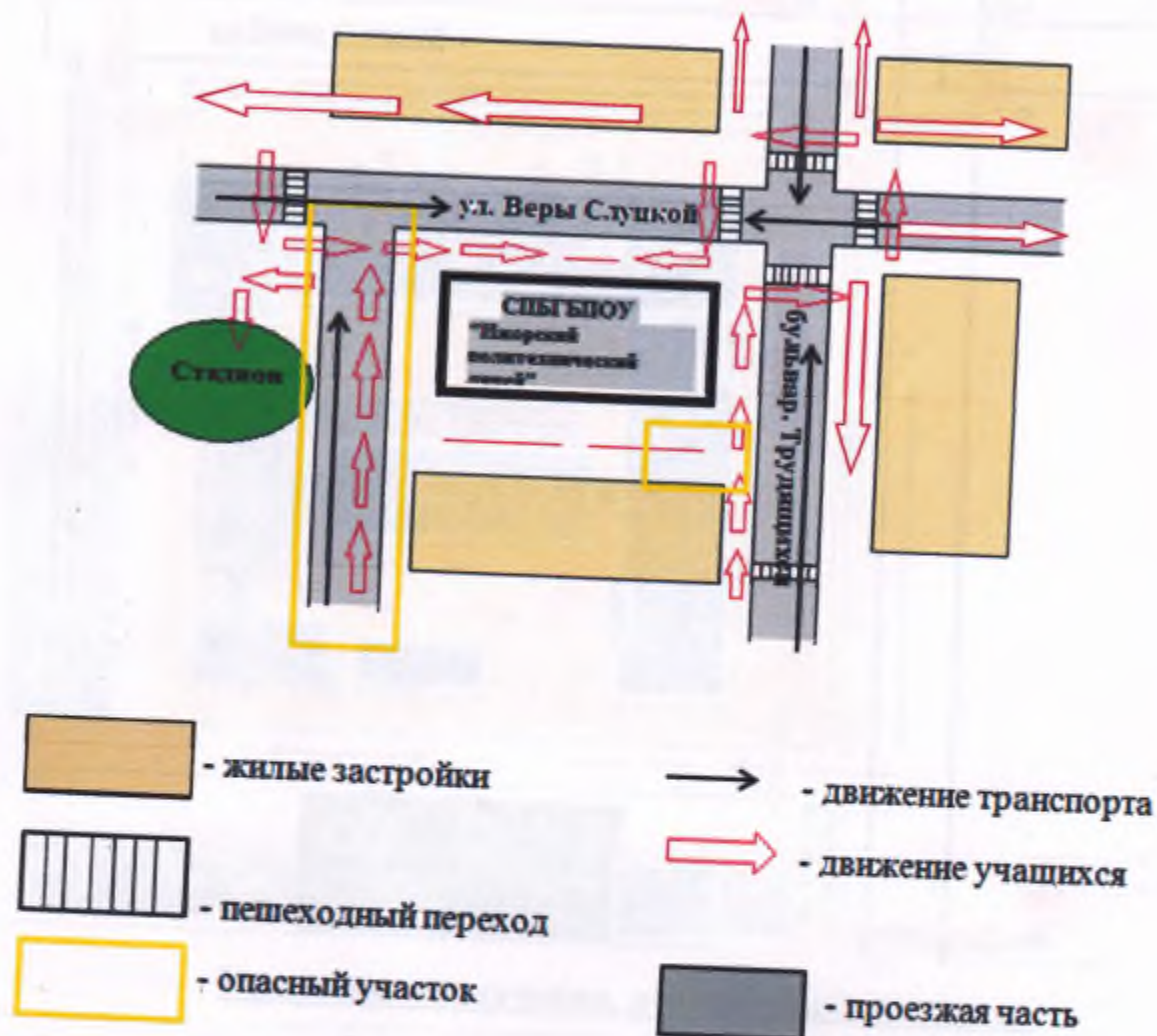 ул. Веры Слуцкой
СПБГБПОУ
"Ижорский
политехнический
лицей"
Стадион
бульвар. Трудящихся
- жилые застройки
- движение транспорта
- движение учащихся
- пешеходный переход
- опасный участок
- проезжая часть